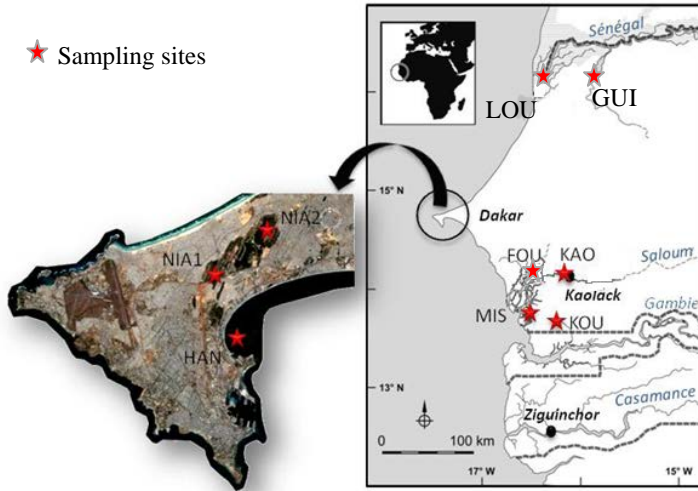 Sampling sites
Sénégal
LOU
GUI
15° N
Dakar
NIA2
NIA1
HAN
FOU
KAO
Saloum
Kaolack
Gambie
MIS
KOU
13° N
Casamance
Ziguinchor
0
100 km
17° W
15° W